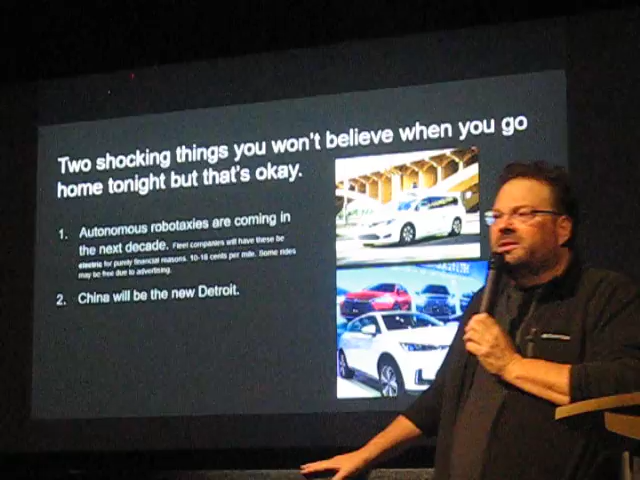 Two shocking things you won't believe when you go
home tonight but that's okay.
1. Autonomous robotaxies are coming in
the next decade. Fleet companies will have these be
electric for purely financial reasons. 10-16 cents per mile. Some rides
may be free due to advertising.
2. China will be the new Detroit.